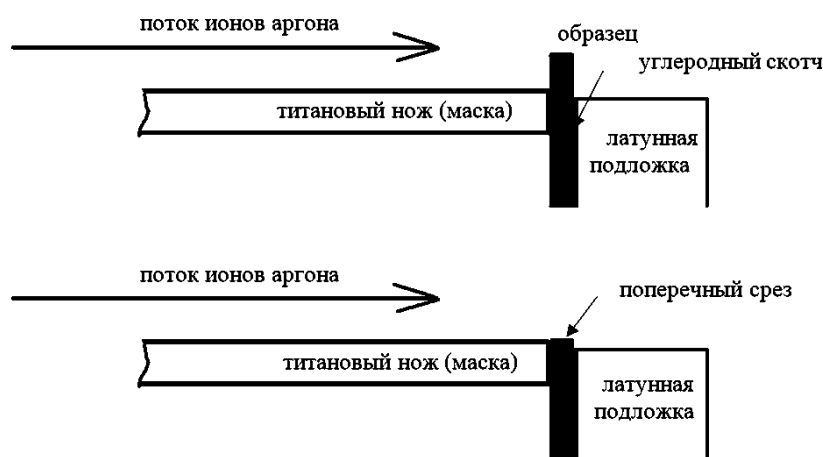 поток ионов аргона
образец
углеродный скотч
титановый нож (маска)
латунная
подложка
поток ионов аргона
поперечный срез
титановый нож (маска)
латунная
подложка